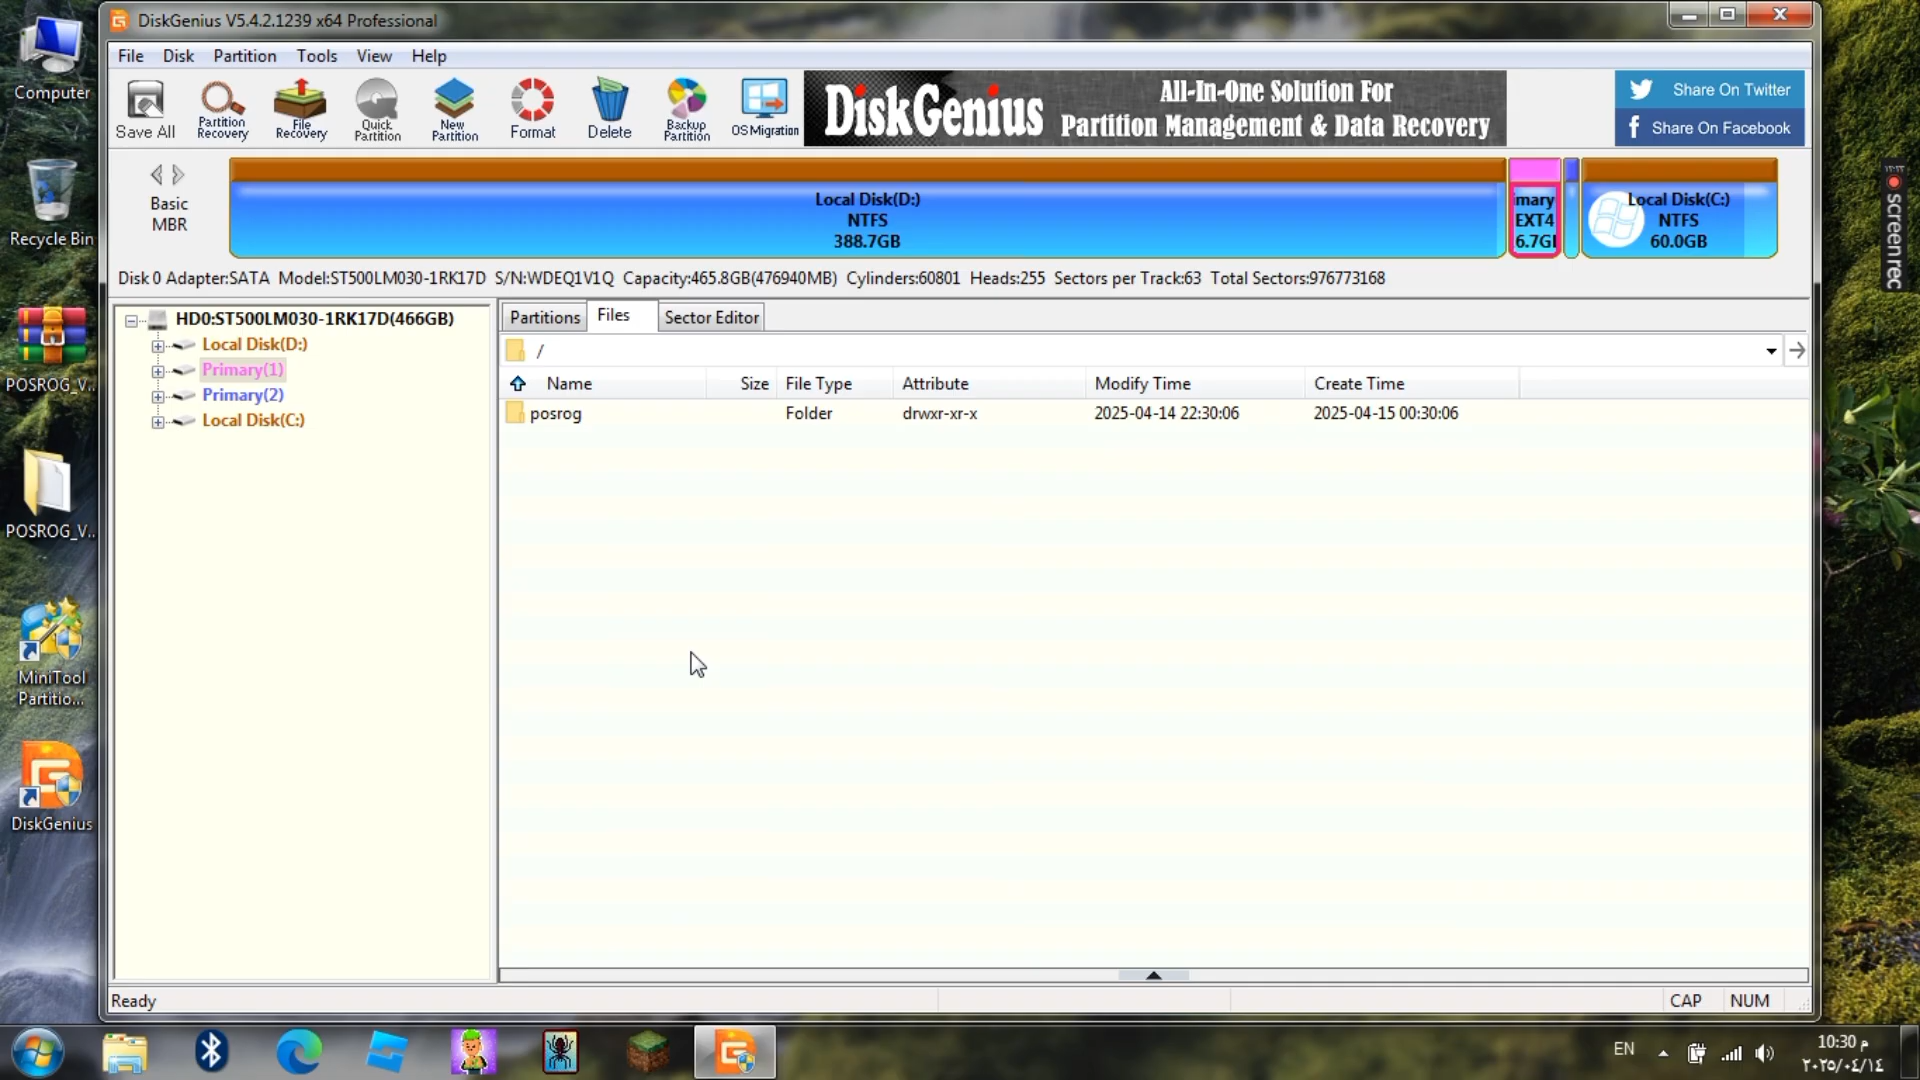 DiskGenius V5.4.2.1239 x64 Professional
File Disk Partition Tools View Help
Save All
Partition Recovery
File Recovery
Quick Partition
New Partition
Format
Delete
Backup Partition
OS Migration
DiskGenius
All-In-One Solution For
Partition Management & Data Recovery
Share On Twitter
Share On Facebook
Basic
MBR
Local Disk(D:)
NTFS
388.7GB
imary
EXT4
6.7GI
Local Disk(C:)
NTFS
60.0GB
Disk 0 Adapter:SATA Model:ST500LM030-1RK17D S/N:WDEQ1V1Q Capacity:465.8GB(476940MB) Cylinders:60801 Heads:255 Sectors per Track:63 Total Sectors:976773168
HD0:ST500LM030-1RK17D(466GB)
Local Disk(D:)
Primary(1)
Primary(2)
Local Disk(C:)
Partitions Files Sector Editor
/
Name Size File Type Attribute Modify Time Create Time
posrog Folder drwxr-xr-x 2025-04-14 22:30:06 2025-04-15 00:30:06
Ready CAP NUM
Computer
Recycle Bin
POSROG_V...
POSROG_V...
MiniTool
Partitio...
DiskGenius
screenrec
EN
10:30 م
٢٠٢٥/٠٤/١٤